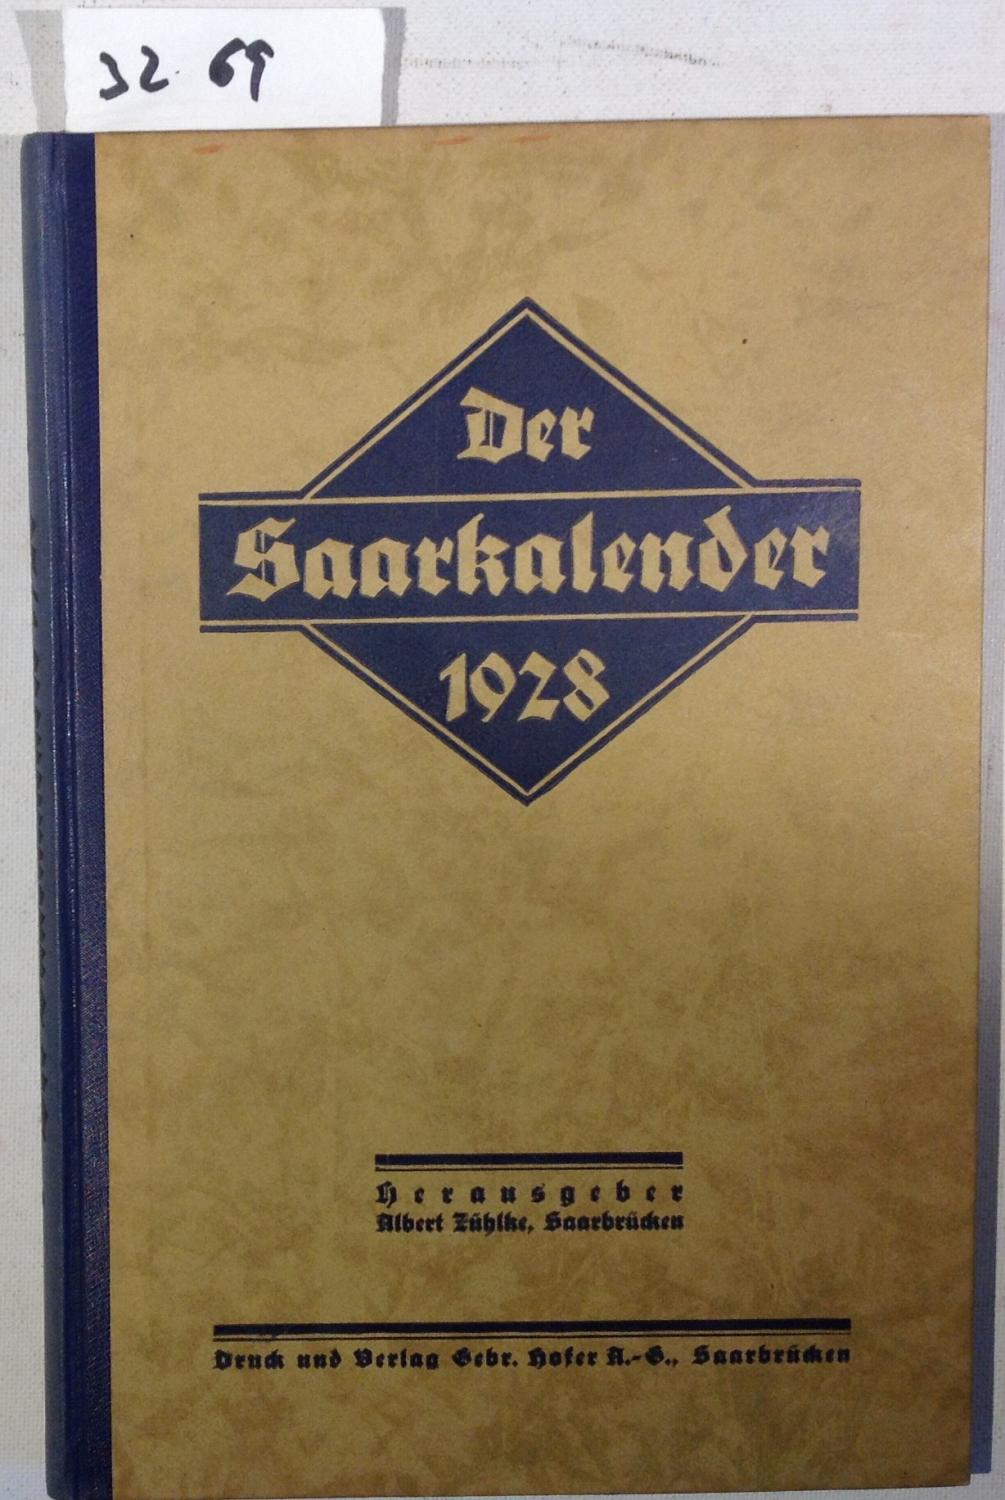 32 69
Der
Saarkalender
1928
Herausgeber
Albert Zühlke, Saarbrücken
Druck und Verlag Gebr. Hofer A.-G., Saarbrücken